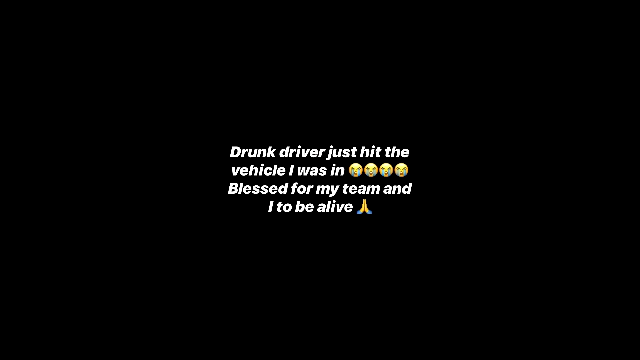 Drunk driver just hit the
vehicle I was in 😭😭😭😭
Blessed for my team and
I to be alive 🙏